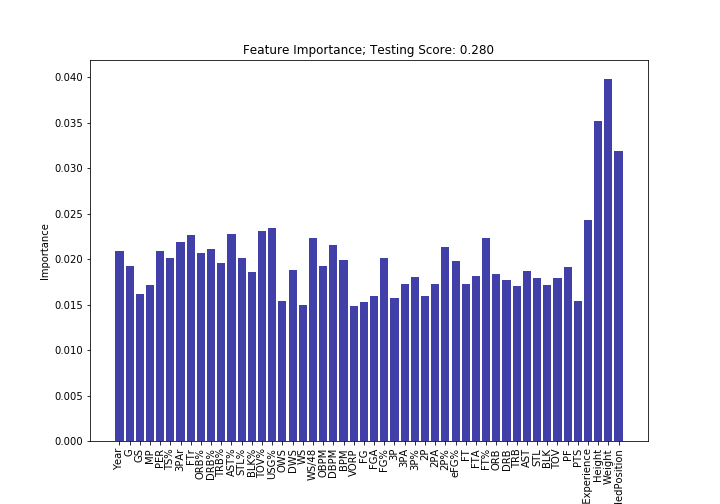 Feature Importance; Testing Score: 0.280
0.040
0.035
0.030
0.025
0.020
0.015
0.010
0.005
0.000
Importance
Year
G
GS
MP
PER
TS%
3PAr
FTr
ORB%
DRB%
TRB%
AST%
STL%
BLK%
TOV%
USG%
OWS
DWS
WS
WS/48
OBPM
DBPM
BPM
VORP
FG
FGA
FG%
3P
3PA
3P%
2P
2PA
2P%
eFG%
FT
FTA
FT%
ORB
DRB
TRB
AST
STL
BLK
TOV
PF
PTS
Experience
Height
Weight